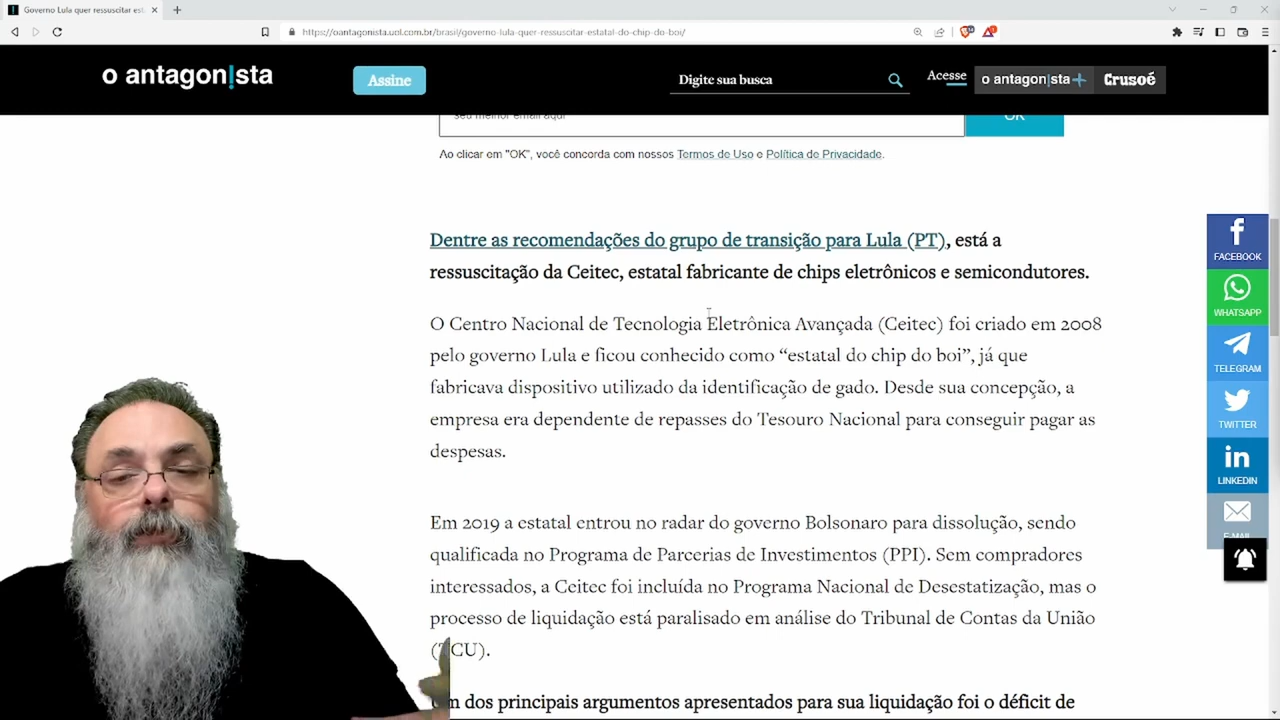 Governo Lula quer ressuscitar est
https://oantagonista.uol.com.br/brasil/governo-lula-quer-ressuscitar-estatal-do-chip-do-boi/
o antagon!sta
Assine
Digite sua busca
Acesse
o antagon|sta+
Crusoé
seu melhor email aqui
OK
Ao clicar em "OK", você concorda com nossos Termos de Uso e Política de Privacidade.
Dentre as recomendações do grupo de transição para Lula (PT), está a
ressuscitação da Ceitec, estatal fabricante de chips eletrônicos e semicondutores.
O Centro Nacional de Tecnologia Eletrônica Avançada (Ceitec) foi criado em 2008
pelo governo Lula e ficou conhecido como “estatal do chip do boi”, já que
fabricava dispositivo utilizado da identificação de gado. Desde sua concepção, a
empresa era dependente de repasses do Tesouro Nacional para conseguir pagar as
despesas.
Em 2019 a estatal entrou no radar do governo Bolsonaro para dissolução, sendo
qualificada no Programa de Parcerias de Investimentos (PPI). Sem compradores
interessados, a Ceitec foi incluída no Programa Nacional de Desestatização, mas o
processo de liquidação está paralisado em análise do Tribunal de Contas da União
(TCU).
Um dos principais argumentos apresentados para sua liquidação foi o déficit de
FACEBOOK
WHATSAPP
TELEGRAM
TWITTER
in
LINKEDIN
E-MAIL